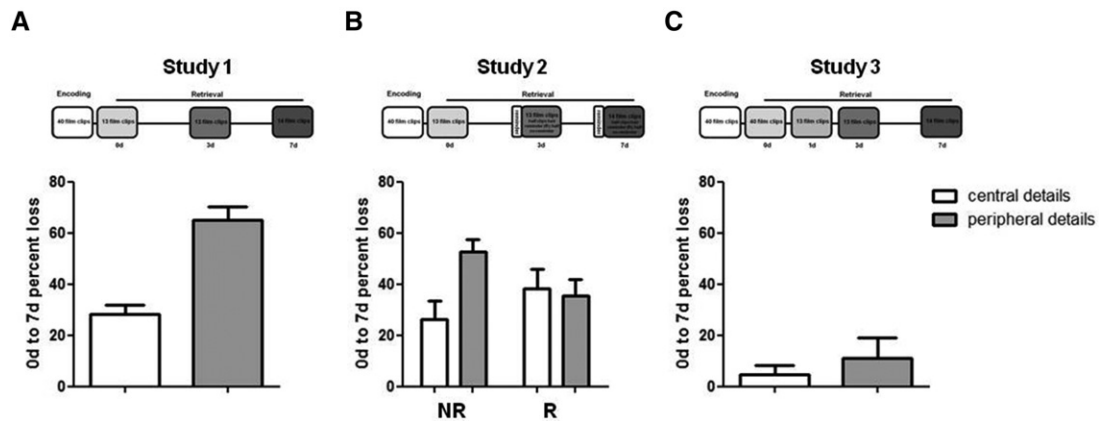 A
Study 1
Encoding
Retrieval
40 film clips
13 film clips
13 film clips
14 film clips
0d
3d
7d
0d to 7d percent loss
80
60
40
20
0
B
Study 2
Encoding
Retrieval
40 film clips
13 film clips
13 film clips
14 film clips
0d
3d
7d
0d to 7d percent loss
80
60
40
20
0
NR
R
C
Study 3
Encoding
Retrieval
40 film clips
40 film clips
13 film clips
13 film clips
14 film clips
0d
1d
3d
7d
0d to 7d percent loss
80
60
40
20
0
central details
peripheral details